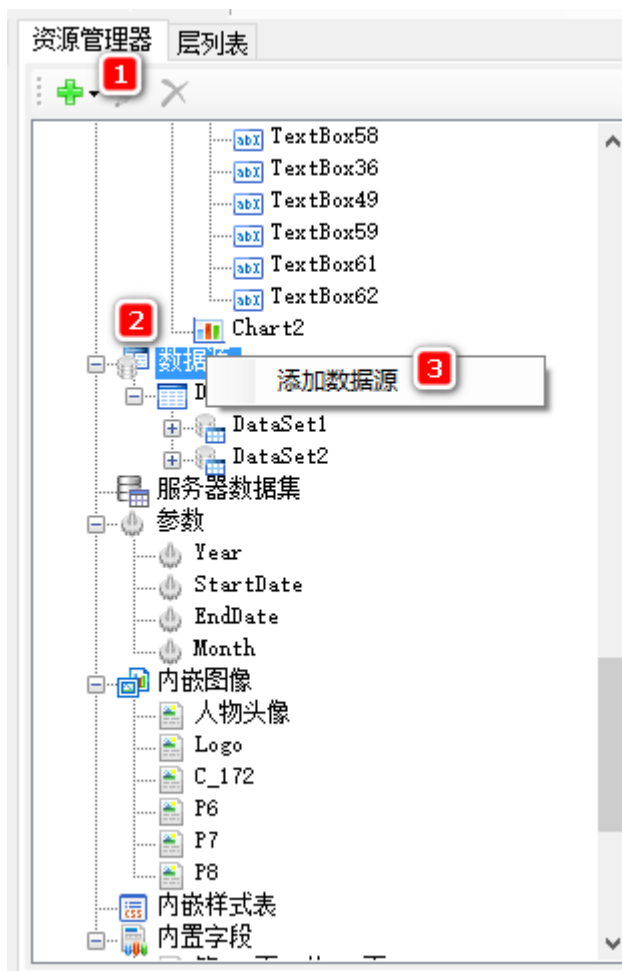 资源管理器 层列表
1
TextBox58
TextBox36
TextBox49
TextBox59
TextBox61
TextBox62
2
Chart2
数据
添加数据源 3
D
DataSet1
DataSet2
服务器数据集
参数
Year
StartDate
EndDate
Month
内嵌图像
人物头像
Logo
C_172
P6
P7
P8
内嵌样式表
内置字段